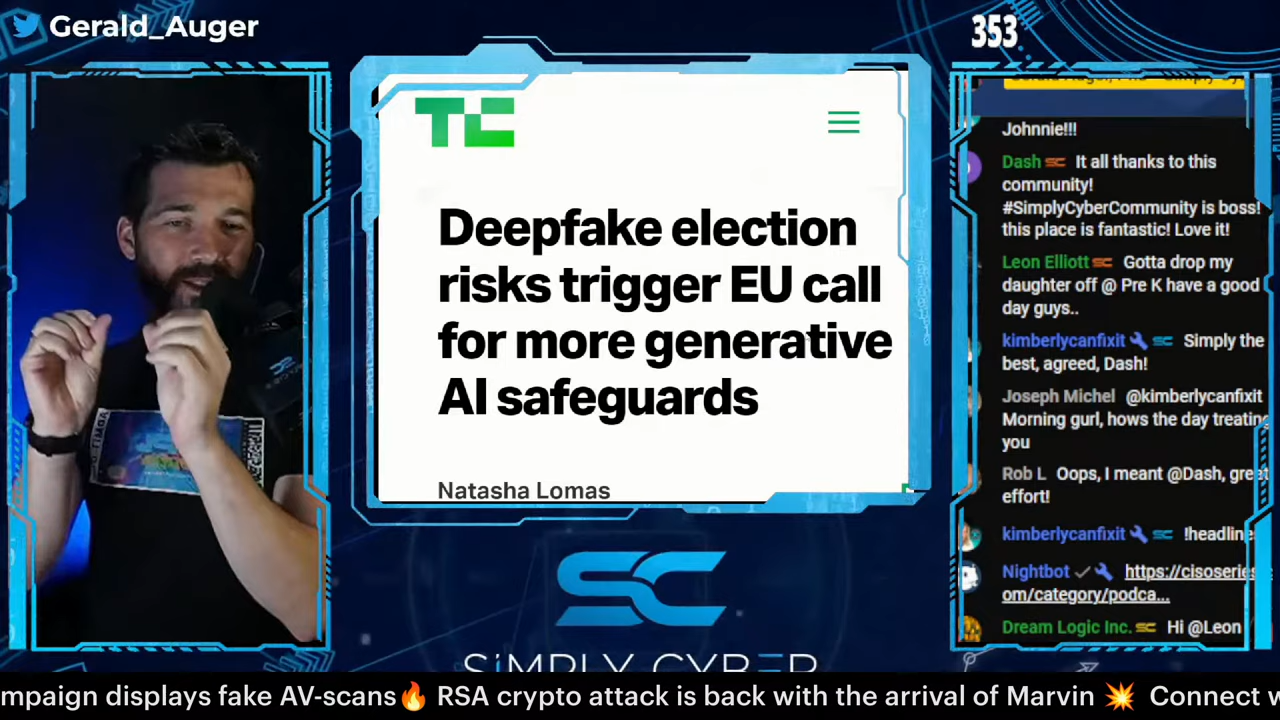 Gerald_Auger
353
TC
Deepfake election
risks trigger EU call
for more generative
AI safeguards
Natasha Lomas
SC
SIMPLY CYBER
Johnnie!!!
Dash SC It all thanks to this
community!
#SimplyCyberCommunity is boss!
this place is fantastic! Love it!
Leon Elliott SC Gotta drop my
daughter off @ Pre K have a good
day guys..
kimberlycanfixit SC Simply the
best, agreed, Dash!
Joseph Michel @kimberlycanfixit
Morning gurl, hows the day treating
you
Rob L Oops, I meant @Dash, great
effort!
kimberlycanfixit SC !headline
Nightbot https://cisoseries
om/category/podca...
Dream Logic Inc. SC Hi @Leon
mpaign displays fake AV-scans🔥 RSA crypto attack is back with the arrival of Marvin 💥 Connect w